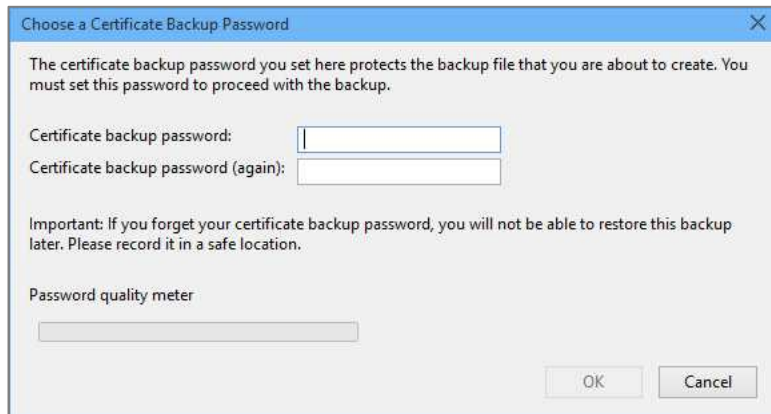 Choose a Certificate Backup Password
The certificate backup password you set here protects the backup file that you are about to create. You
must set this password to proceed with the backup.
Certificate backup password:
Certificate backup password (again):
Important: If you forget your certificate backup password, you will not be able to restore this backup
later. Please record it in a safe location.
Password quality meter
OK
Cancel